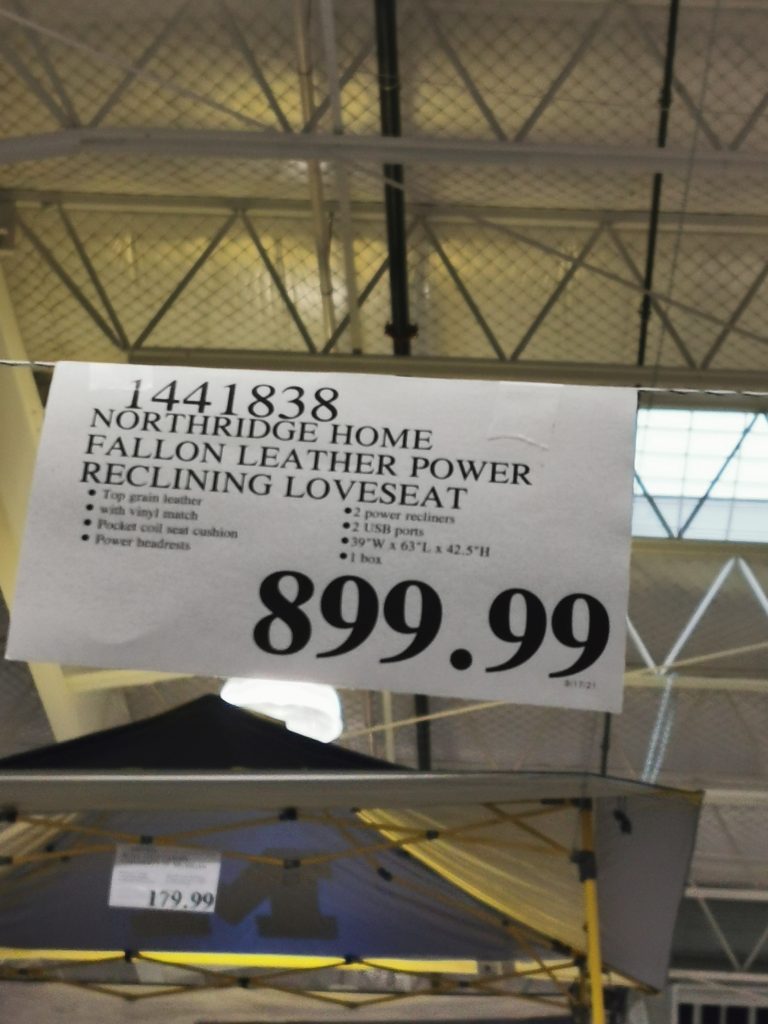 1441838
NORTHRIDGE HOME
FALLON LEATHER POWER
RECLINING LOVESEAT
• Top grain leather
• with vinyl match
• Pocket coil seat cushion
• Power headrests
• 2 power recliners
• 2 USB ports
• 39"W x 63"L x 42.5"H
• 1 box
899.99
179.99
M